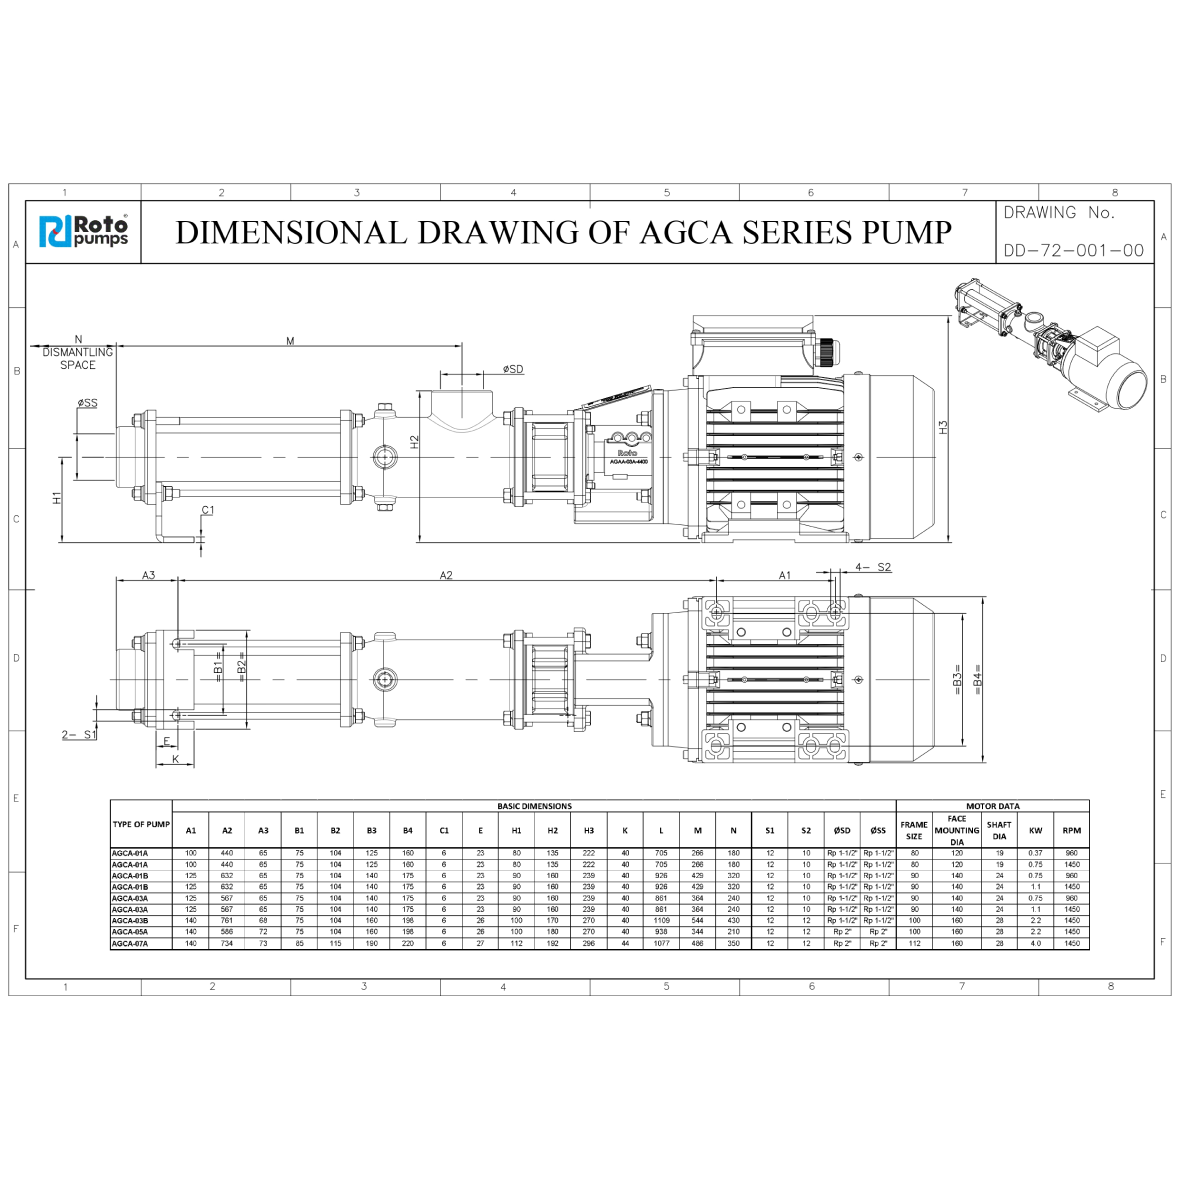 1 2 3 4 5 6 7 8
Roto pumps
DIMENSIONAL DRAWING OF AGCA SERIES PUMP
DRAWING No.
DD-72-001-00
A A
B B
C C
D D
E E
F F
N
DISMANTLING
SPACE
M
øSD
øSS
H1
H2
H3
C1
Roto
AGAA-03A-4400
A3
A2
A1
4- S2
=B1=
=B2=
=B3=
=B4=
2- S1
E
K
TYPE OF PUMP BASIC DIMENSIONS MOTOR DATA
A1 A2 A3 B1 B2 B3 B4 C1 E H1 H2 H3 K L M N S1 S2 ØSD ØSS FRAME SIZE FACE MOUNTING DIA SHAFT DIA KW RPM
AGCA-01A 100 440 65 75 104 125 160 6 23 80 135 222 40 705 266 180 12 10 Rp 1-1/2" Rp 1-1/2" 80 120 19 0.37 960
AGCA-01A 100 440 65 75 104 125 160 6 23 80 135 222 40 705 266 180 12 10 Rp 1-1/2" Rp 1-1/2" 80 120 19 0.75 1450
AGCA-01B 125 632 65 75 104 140 175 6 23 90 160 239 40 926 429 320 12 10 Rp 1-1/2" Rp 1-1/2" 90 140 24 0.75 960
AGCA-01B 125 632 65 75 104 140 175 6 23 90 160 239 40 926 429 320 12 10 Rp 1-1/2" Rp 1-1/2" 90 140 24 1.1 1450
AGCA-03A 125 567 65 75 104 140 175 6 23 90 160 239 40 861 364 240 12 10 Rp 1-1/2" Rp 1-1/2" 90 140 24 0.75 960
AGCA-03A 125 567 65 75 104 140 175 6 23 90 160 239 40 861 364 240 12 10 Rp 1-1/2" Rp 1-1/2" 90 140 24 1.1 1450
AGCA-03B 140 761 68 75 104 160 198 6 26 100 170 270 40 1109 544 430 12 12 Rp 1-1/2" Rp 1-1/2" 100 160 28 2.2 1450
AGCA-05A 140 586 72 75 104 160 198 6 26 100 180 270 40 938 344 210 12 12 Rp 2" Rp 2" 100 160 28 2.2 1450
AGCA-07A 140 734 73 85 115 190 220 6 27 112 192 296 44 1077 486 350 12 12 Rp 2" Rp 2" 112 160 28 4.0 1450
1 2 3 4 5 6 7 8